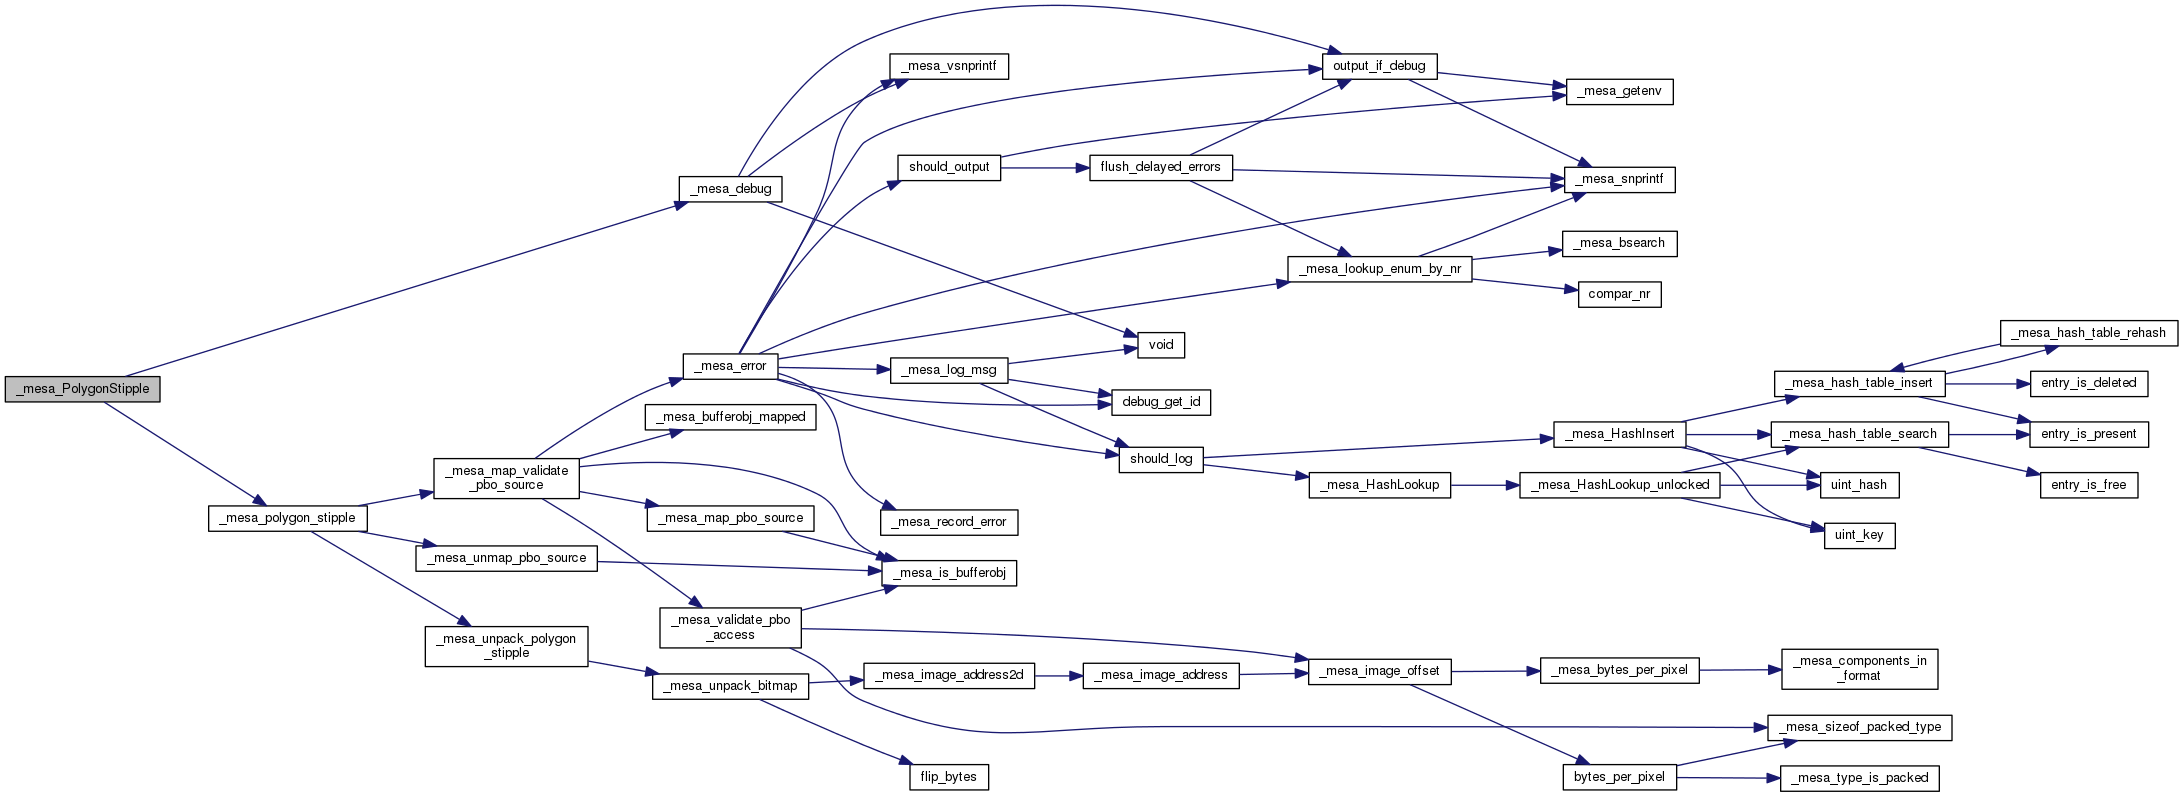 _mesa_PolygonStipple
_mesa_debug
_mesa_polygon_stipple
_mesa_vsnprintf
output_if_debug
_mesa_getenv
should_output
flush_delayed_errors
_mesa_snprintf
_mesa_bsearch
_mesa_lookup_enum_by_nr
compar_nr
void
_mesa_error
_mesa_log_msg
debug_get_id
_mesa_bufferobj_mapped
should_log
_mesa_map_validate
_pbo_source
_mesa_map_pbo_source
_mesa_record_error
_mesa_unmap_pbo_source
_mesa_is_bufferobj
_mesa_HashInsert
_mesa_HashLookup
_mesa_HashLookup_unlocked
_mesa_hash_table_rehash
_mesa_hash_table_insert
entry_is_deleted
_mesa_hash_table_search
entry_is_present
uint_hash
entry_is_free
uint_key
_mesa_validate_pbo
_access
_mesa_unpack_polygon
_stipple
_mesa_unpack_bitmap
_mesa_image_address2d
_mesa_image_address
_mesa_image_offset
_mesa_bytes_per_pixel
_mesa_components_in
_format
_mesa_sizeof_packed_type
flip_bytes
bytes_per_pixel
_mesa_type_is_packed